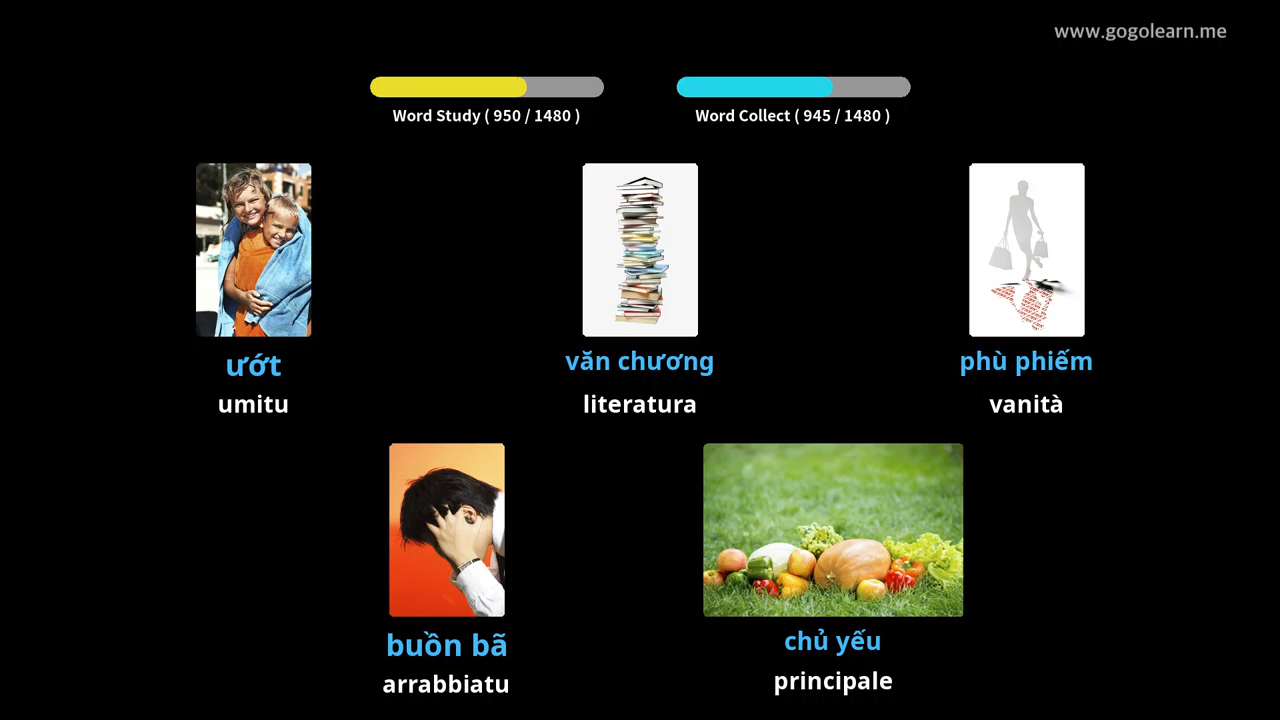 www.gogolearn.me
Word Study ( 950 / 1480 )
Word Collect ( 945 / 1480 )
ướt
umitu
văn chương
literatura
phù phiếm
vanità
buồn bã
arrabbiatu
chủ yếu
principale